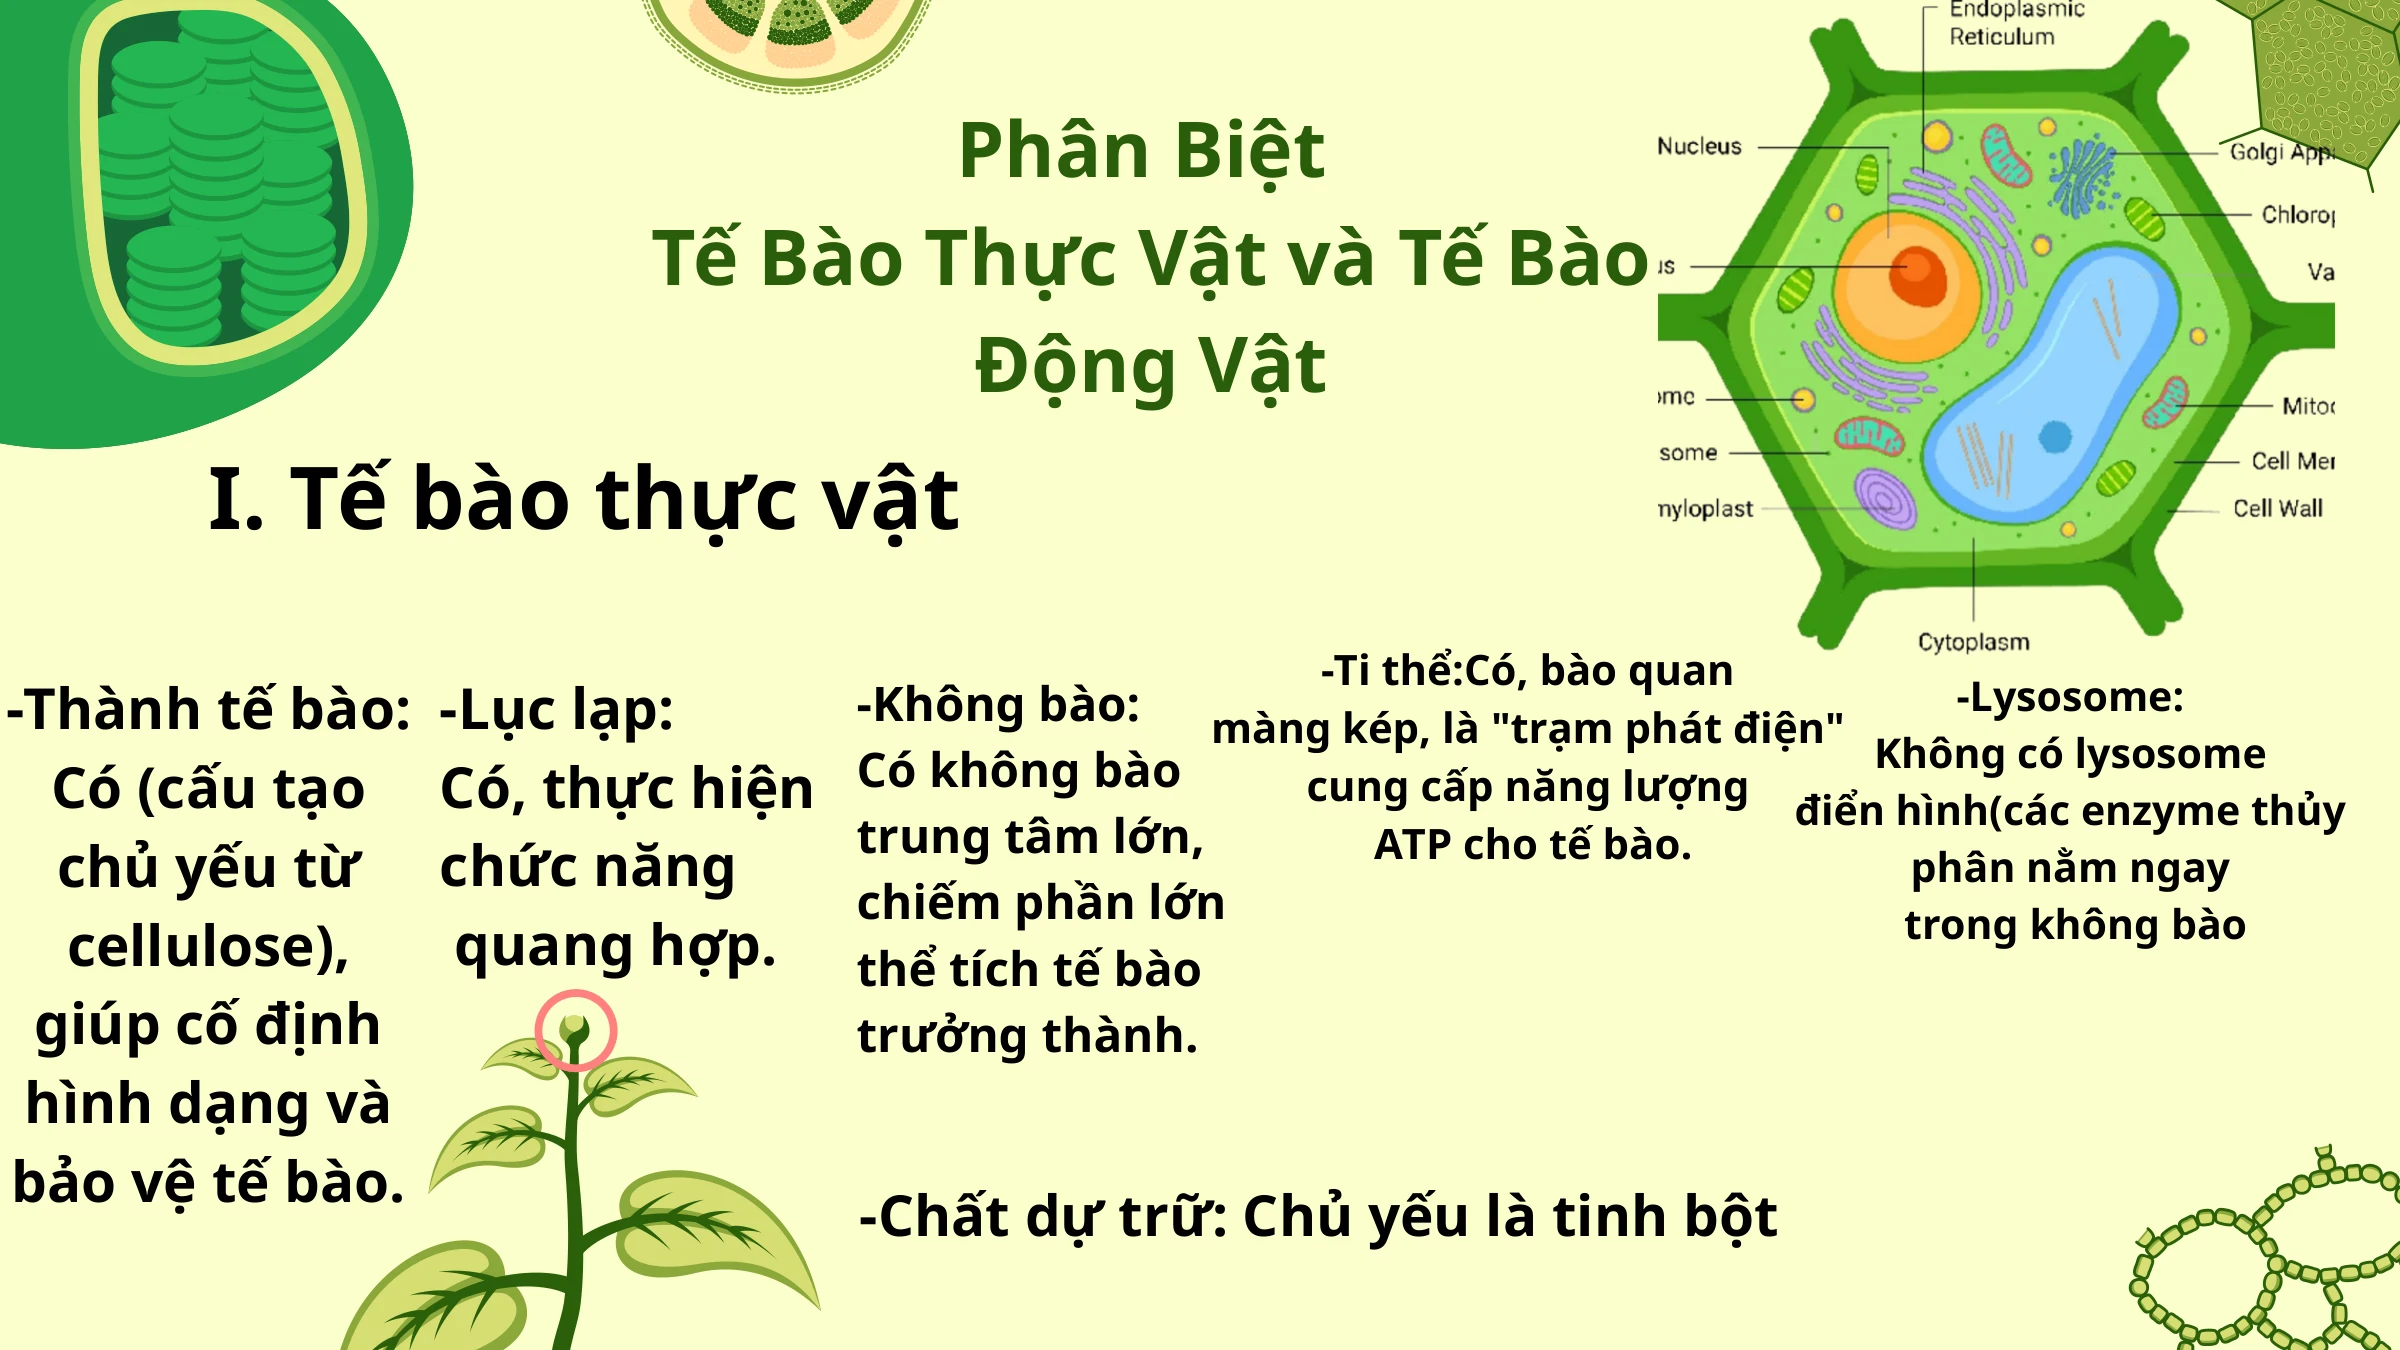 Phân Biệt
Tế Bào Thực Vật và Tế Bào
Động Vật
Endoplasmic
Reticulum
Nucleus
Golgi
Cell
Cell Wall
Cytoplasm
I. Tế bào thực vật
-Thành tế bào:
Có (cấu tạo
chủ yếu từ
cellulose),
giúp cố định
hình dạng và
bảo vệ tế bào.
-Lục lạp:
Có, thực hiện
chức năng
quang hợp.
-Không bào:
Có không bào
trung tâm lớn,
chiếm phần lớn
thể tích tế bào
trưởng thành.
-Ti thể:Có, bào quan
màng kép, là "trạm phát điện"
cung cấp năng lượng
ATP cho tế bào.
-Lysosome:
Không có lysosome
điển hình(các enzyme thủy
phân nằm ngay
trong không bào
-Chất dự trữ: Chủ yếu là tinh bột